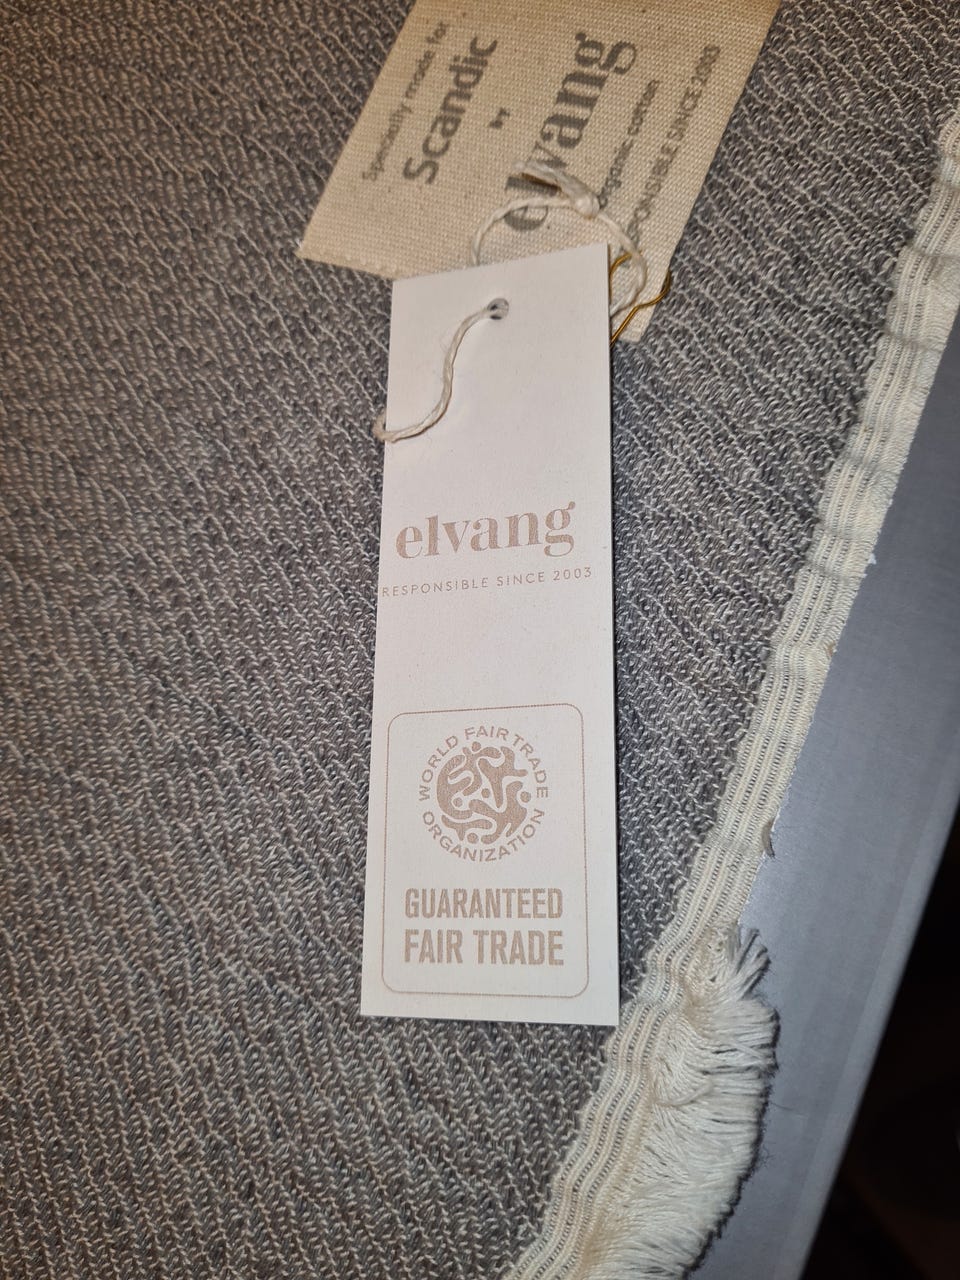 Specially made for
Scandic
by
elvang
organic cotton
RESPONSIBLE SINCE 2003
elvang
RESPONSIBLE SINCE 2003
WORLD FAIR TRADE
ORGANIZATION
GUARANTEED
FAIR TRADE